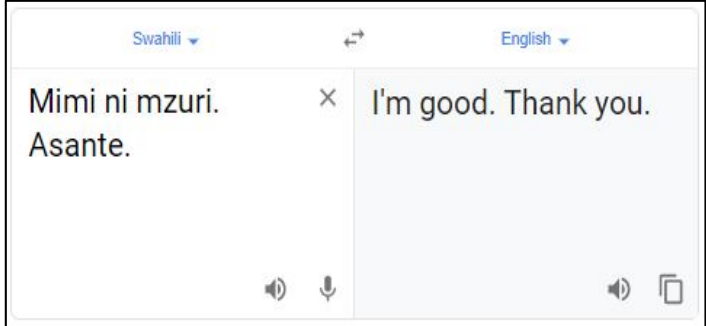 Swahili
English
Mimi ni mzuri.
Asante.
I'm good. Thank you.